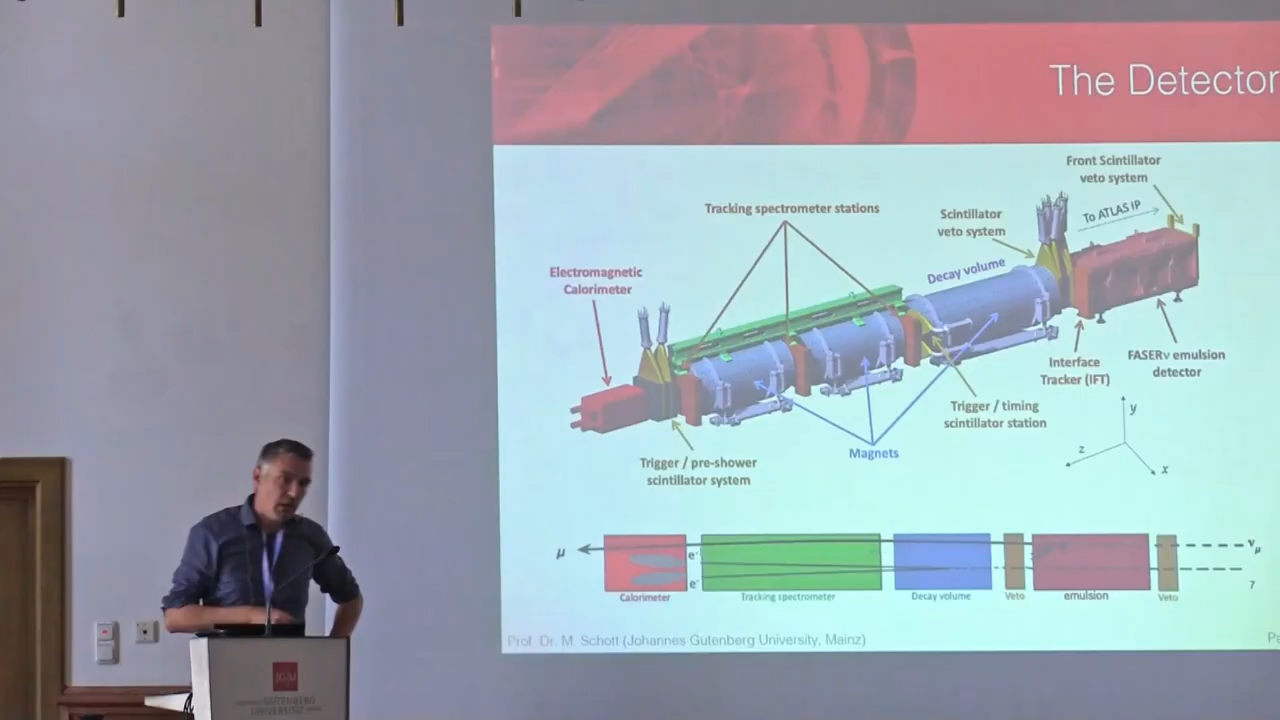 The Detector
Front Scintillator
veto system
Tracking spectrometer stations
Scintillator
veto system
To ATLAS IP
Electromagnetic
Calorimeter
Decay volume
Interface
Tracker (IFT)
FASERν emulsion
detector
Trigger / timing
scintillator station
y
z
x
Magnets
Trigger / pre-shower
scintillator system
μ
e-
e-
νμ
?
Calorimeter
Tracking spectrometer
Decay volume
Veto
emulsion
Veto
Prof. Dr. M. Schott (Johannes Gutenberg University, Mainz)
JGU
GUTENBERG
UNIVERSITÄT